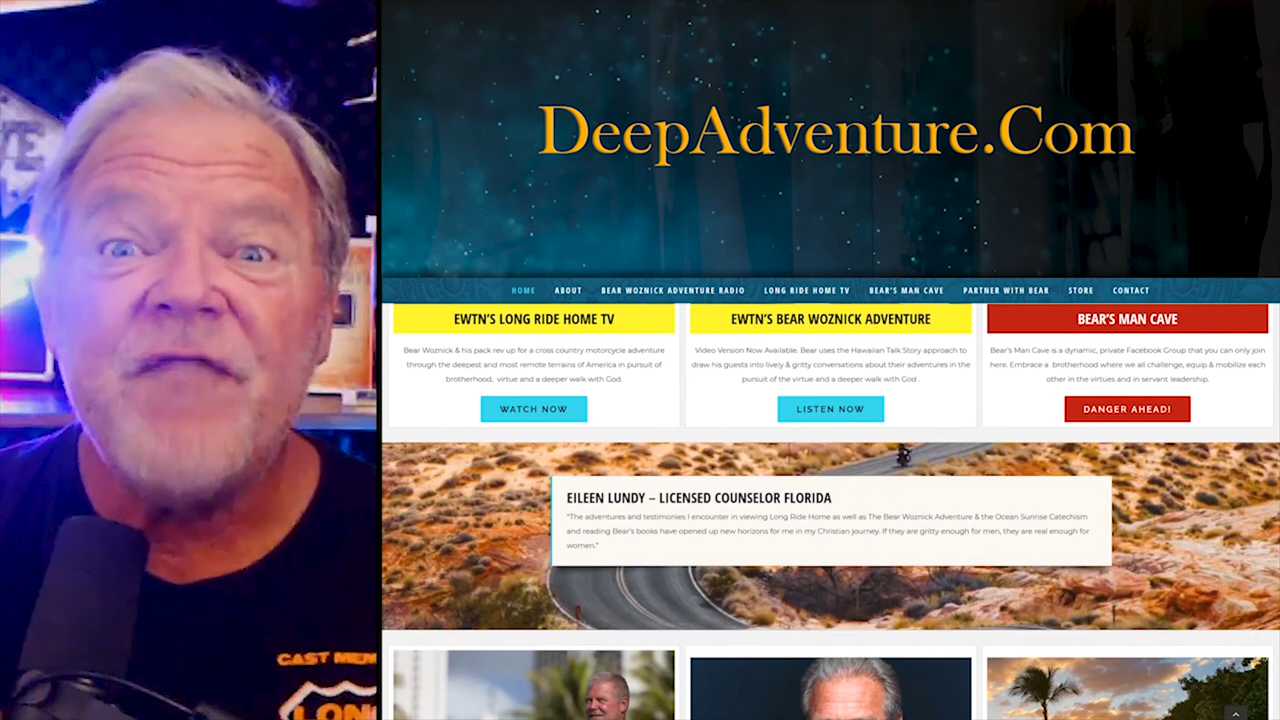 DeepAdventure.Com
HOME ABOUT BEAR WOZNICK ADVENTURE RADIO LONG RIDE HOME TV BEAR'S MAN CAVE PARTNER WITH BEAR STORE CONTACT
EWTN'S LONG RIDE HOME TV
Bear Woznick & his pack rev up for a cross country motorcycle adventure
through the deepest and most remote terrains of America in pursuit of
brotherhood, virtue and a deeper walk with God.
WATCH NOW
EWTN'S BEAR WOZNICK ADVENTURE
Video Version Now Available. Bear uses the Hawaiian Talk Story approach to
draw his guests into lively & gritty conversations about their adventures in the
pursuit of the virtue and a deeper walk with God .
LISTEN NOW
BEAR'S MAN CAVE
Bear's Man Cave is a dynamic, private Facebook Group that you can only join
here. Embrace a brotherhood where we all challenge, equip & mobilize each
other in the virtues and in servant leadership.
DANGER AHEAD!
EILEEN LUNDY – LICENSED COUNSELOR FLORIDA
"The adventures and testimonies I encounter in viewing Long Ride Home as well as The Bear Woznick Adventure & the Ocean Sunrise Catechism
and reading Bear's books have opened up new horizons for me in my Christian journey. If they are gritty enough for men, they are real enough for
women."
CAST MEM
LON